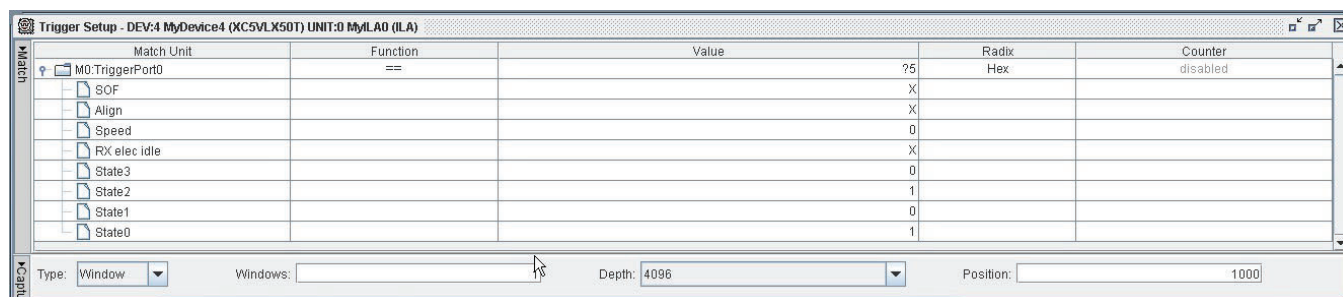 Trigger Setup - DEV:4 MyDevice4 (XC5VLX50T) UNIT:0 MyILA0 (ILA)
Match
Match Unit Function Value Radix Counter
M0:TriggerPort0 == ?5 Hex disabled
SOF X
Align X
Speed 0
RX elec idle X
State3 0
State2 1
State1 0
State0 1
Captu
Type: Window Windows: Depth: 4096 Position: 1000